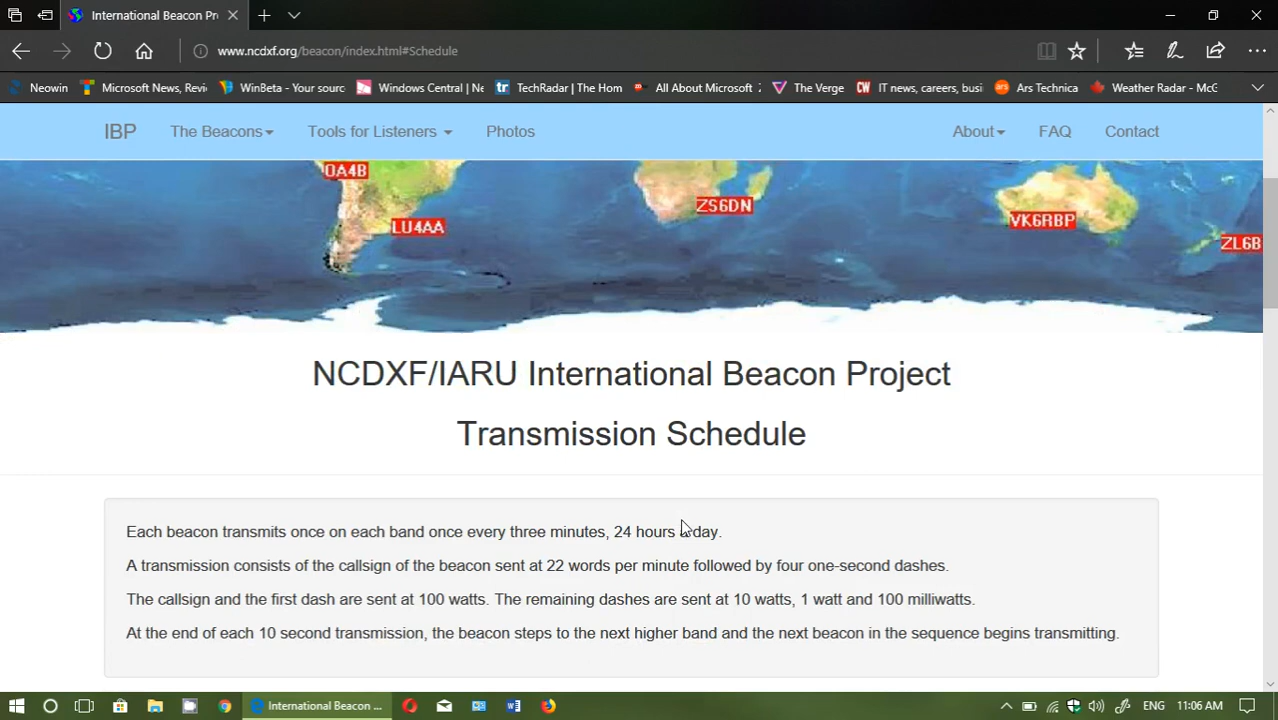 International Beacon Pr
www.ncdxf.org/beacon/index.html#Schedule
Neowin
Microsoft News, Revi
WinBeta - Your sourc
Windows Central | Ne
tr TechRadar | The Hom
All About Microsoft
The Verge
CW IT news, careers, busi
ars Ars Technica
Weather Radar - McG
IBP The Beacons Tools for Listeners Photos About FAQ Contact
OA4B
ZS6DN
LU4AA
VK6RBP
ZL6B
NCDXF/IARU International Beacon Project
Transmission Schedule
Each beacon transmits once on each band once every three minutes, 24 hours a day.
A transmission consists of the callsign of the beacon sent at 22 words per minute followed by four one-second dashes.
The callsign and the first dash are sent at 100 watts. The remaining dashes are sent at 10 watts, 1 watt and 100 milliwatts.
At the end of each 10 second transmission, the beacon steps to the next higher band and the next beacon in the sequence begins transmitting.
International Beacon ...
ENG 11:06 AM